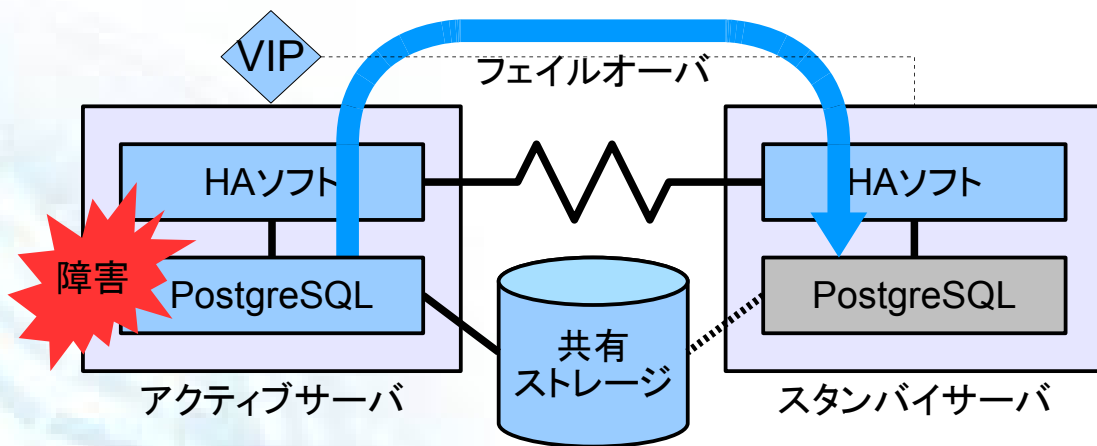 VIP
フェイルオーバ
HAソフト
HAソフト
障害
PostgreSQL
PostgreSQL
共有
ストレージ
アクティブサーバ
スタンバイサーバ